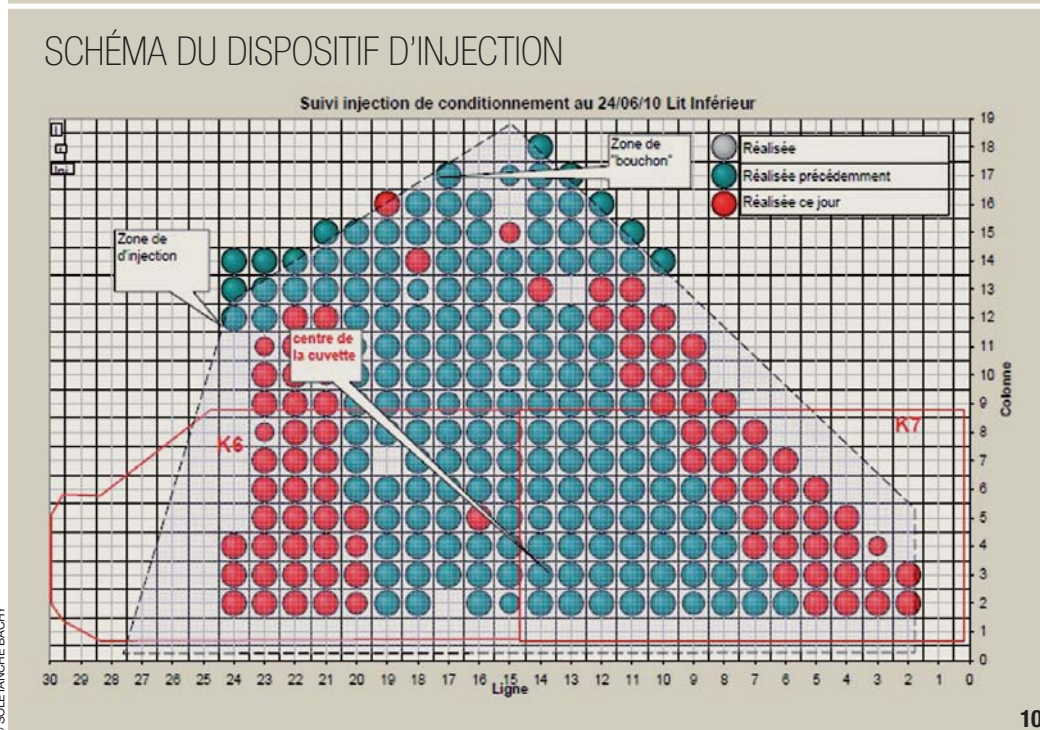 SCHÉMA DU DISPOSITIF D'INJECTION
Suivi injection de conditionnement au 24/06/10 Lit Inférieur
Zone de
"bouchon"
Réalisée
Réalisée précédemment
Réalisée ce jour
Zone de
d'injection
centre de
la cuvette
K6
K7
19
18
17
16
15
14
13
12
11
10
9
8
7
6
5
4
3
2
1
0
Colonne
30 29 28 27 26 25 24 23 22 21 20 19 18 17 16 15 14 13 12 11 10 9 8 7 6 5 4 3 2 1 0
Ligne
SOLETANCHE BACHY
10